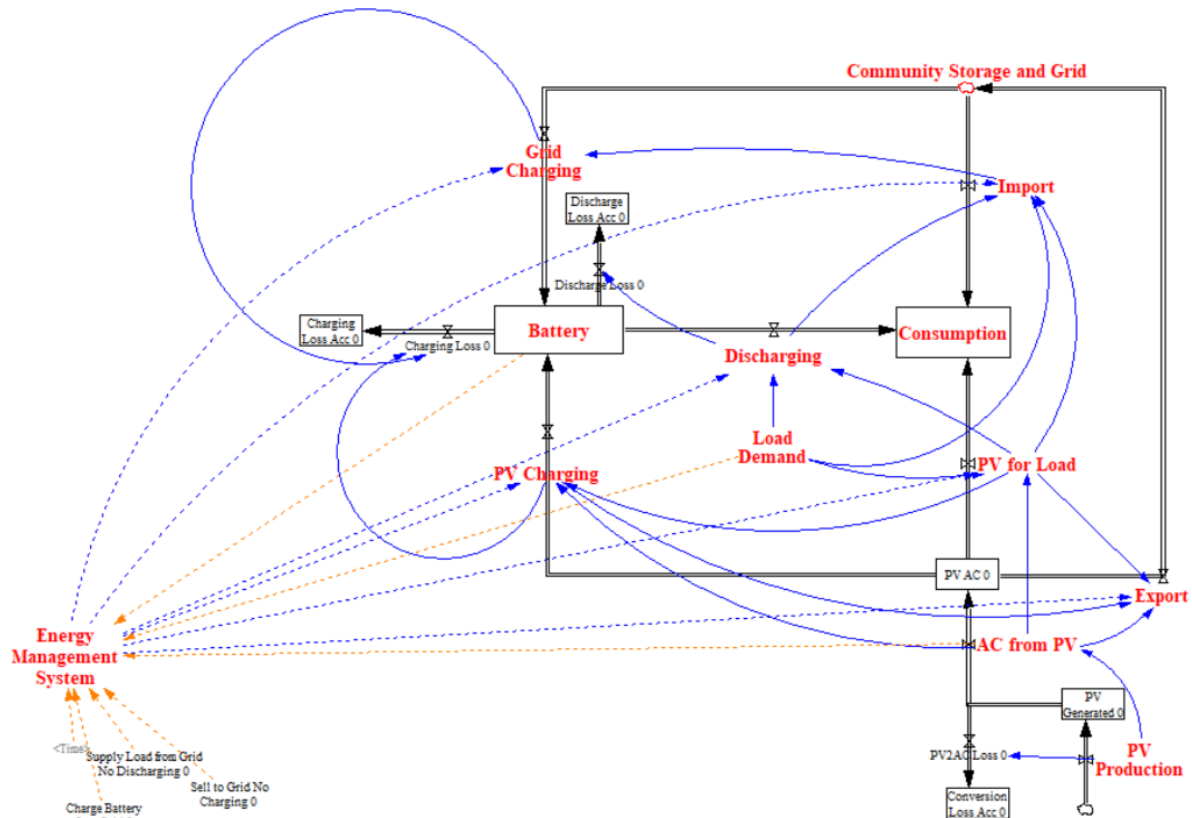 Community Storage and Grid
Grid
Charging
Import
Discharge
Loss Acc 0
Discharge Loss 0
Charging
Loss Acc 0
Charging Loss 0
Battery
Consumption
Discharging
Load
Demand
PV Charging
PV for Load
PV AC 0
Export
Energy
Management
System
AC from PV
PV
Generated 0
<Time>
Supply Load from Grid
No Discharging 0
Sell to Grid No
Charging 0
PV2AC Loss 0
PV
Production
Charge Battery
Conversion
Loss Acc 0